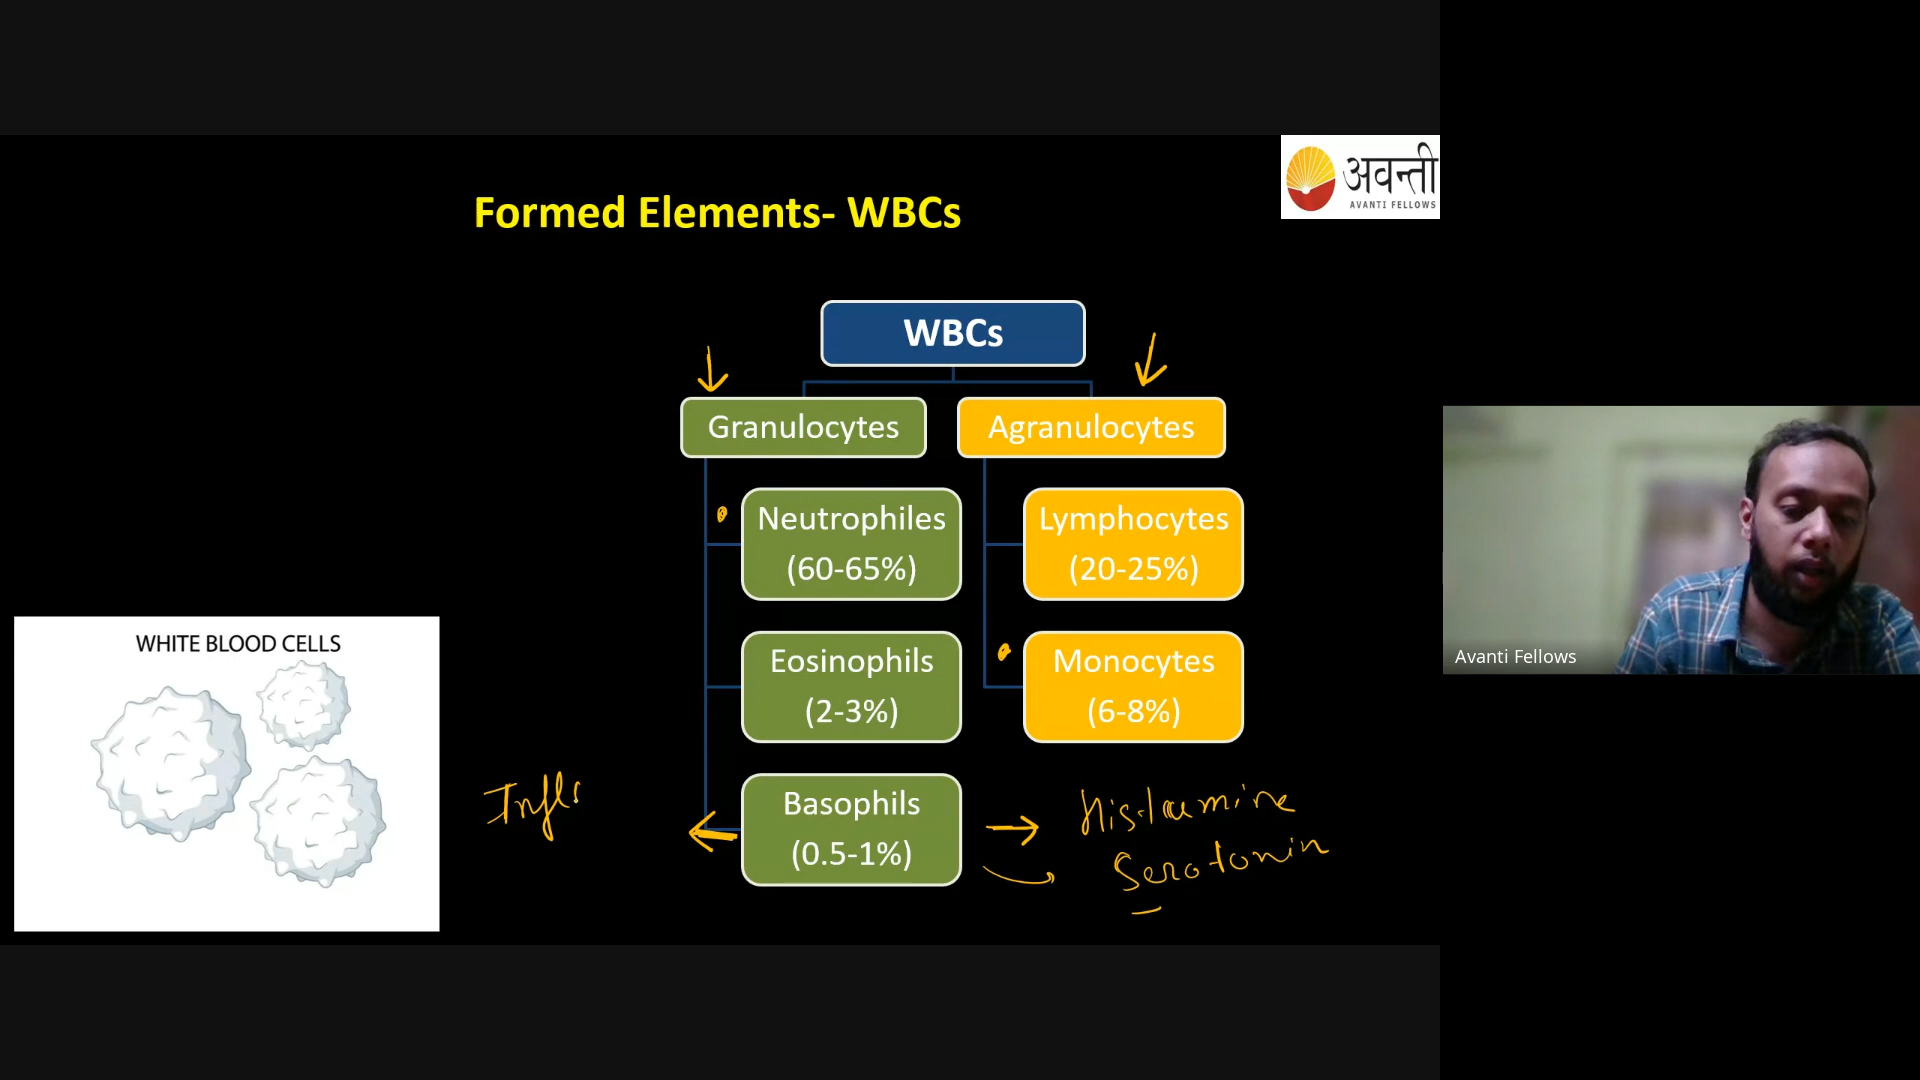 अवन्ती
AVANTI FELLOWS
Formed Elements- WBCs
WBCs
Granulocytes
Agranulocytes
Neutrophiles
(60-65%)
Lymphocytes
(20-25%)
Eosinophils
(2-3%)
Monocytes
(6-8%)
Basophils
(0.5-1%)
Histamine
Serotonin
WHITE BLOOD CELLS
Avanti Fellows